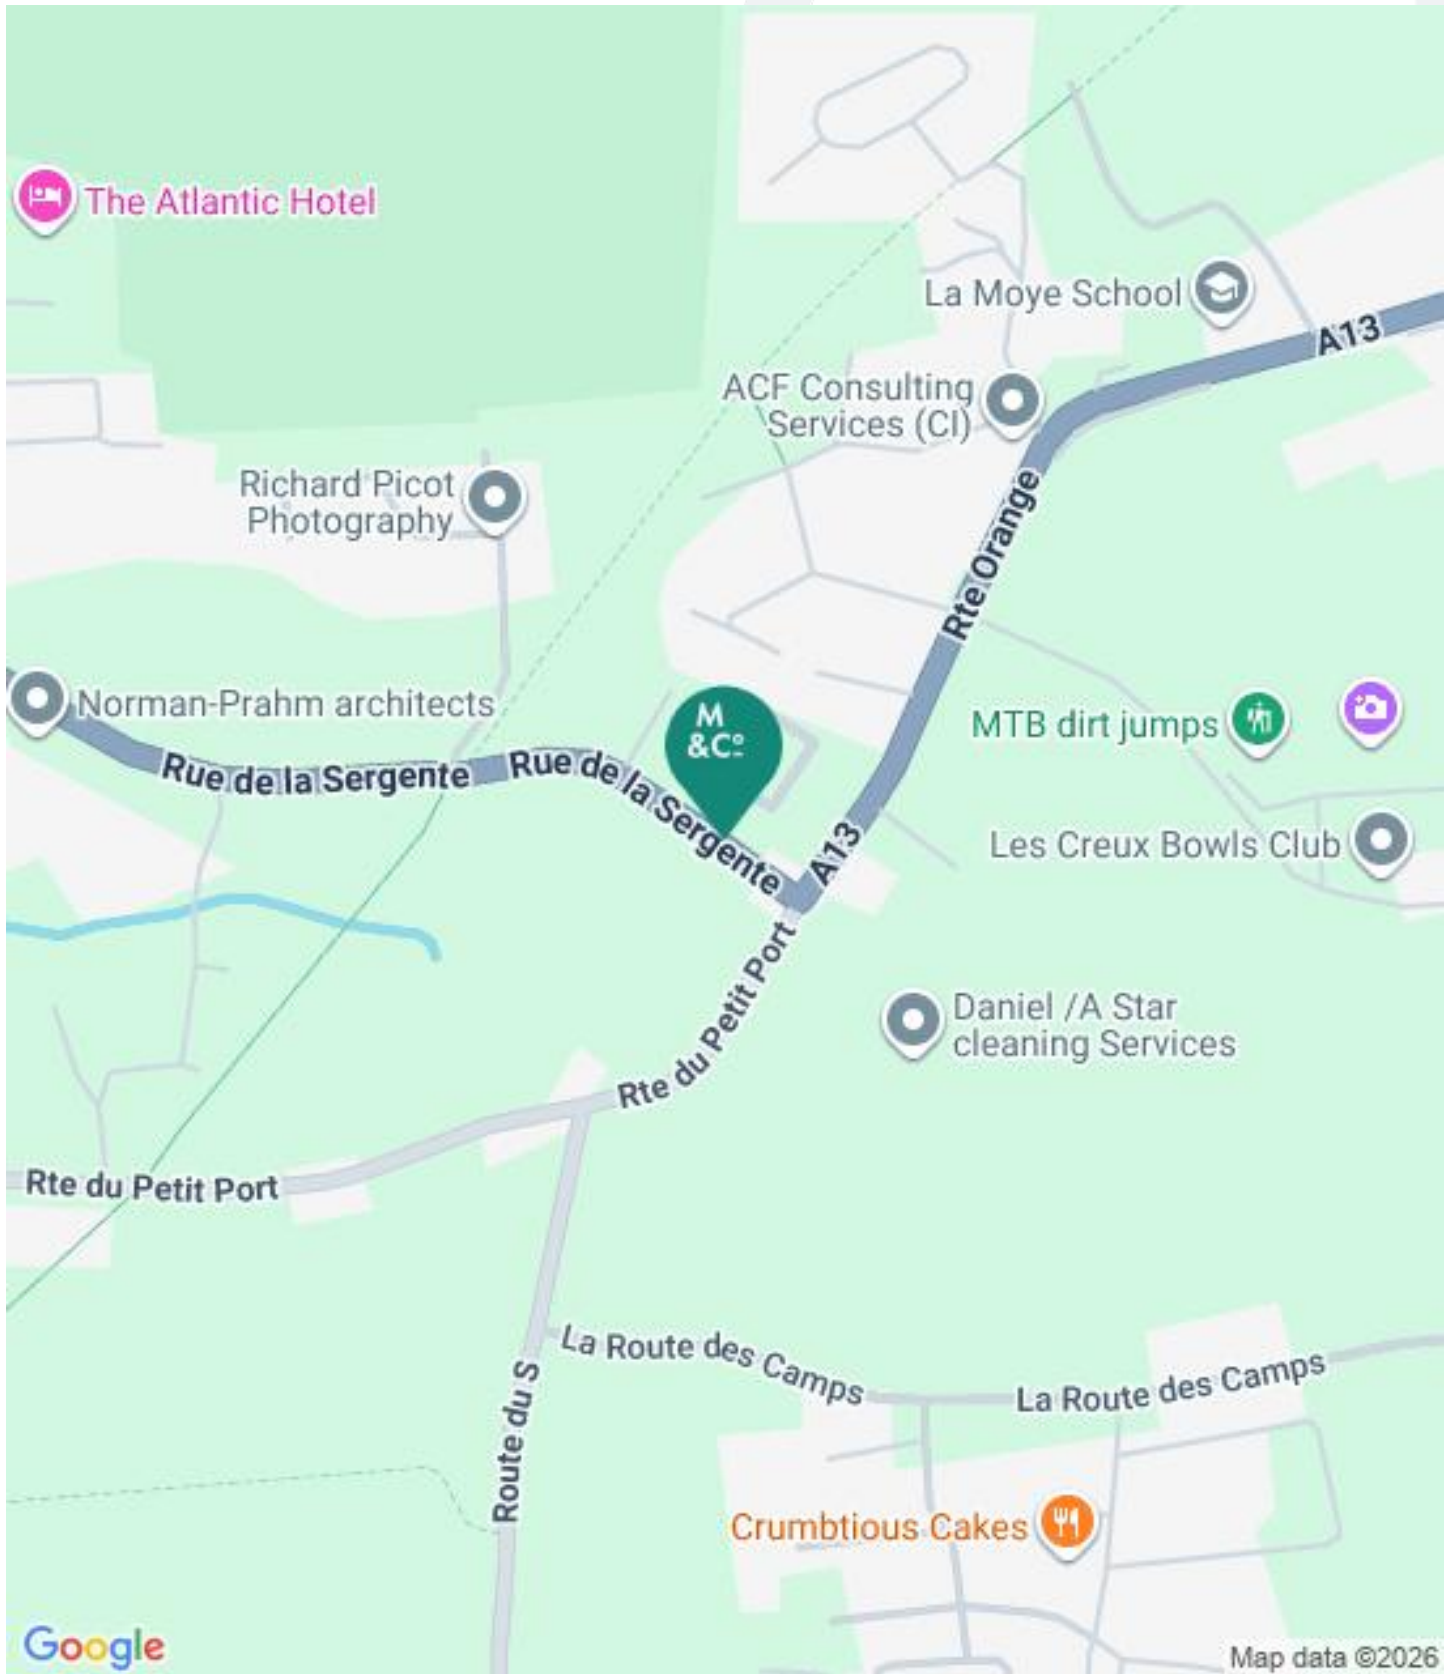 The Atlantic Hotel
La Moye School
A13
ACF Consulting
Services (CI)
Richard Picot
Photography
Rte Orange
Norman-Prahm architects
M
&Cº
MTB dirt jumps
Rue de la Sergente
Rue de la Sergente
A13
Les Creux Bowls Club
Rte du Petit Port
Daniel /A Star
cleaning Services
Rte du Petit Port
La Route des Camps
La Route des Camps
Route du S
Crumbtious Cakes
Google
Map data ©2026